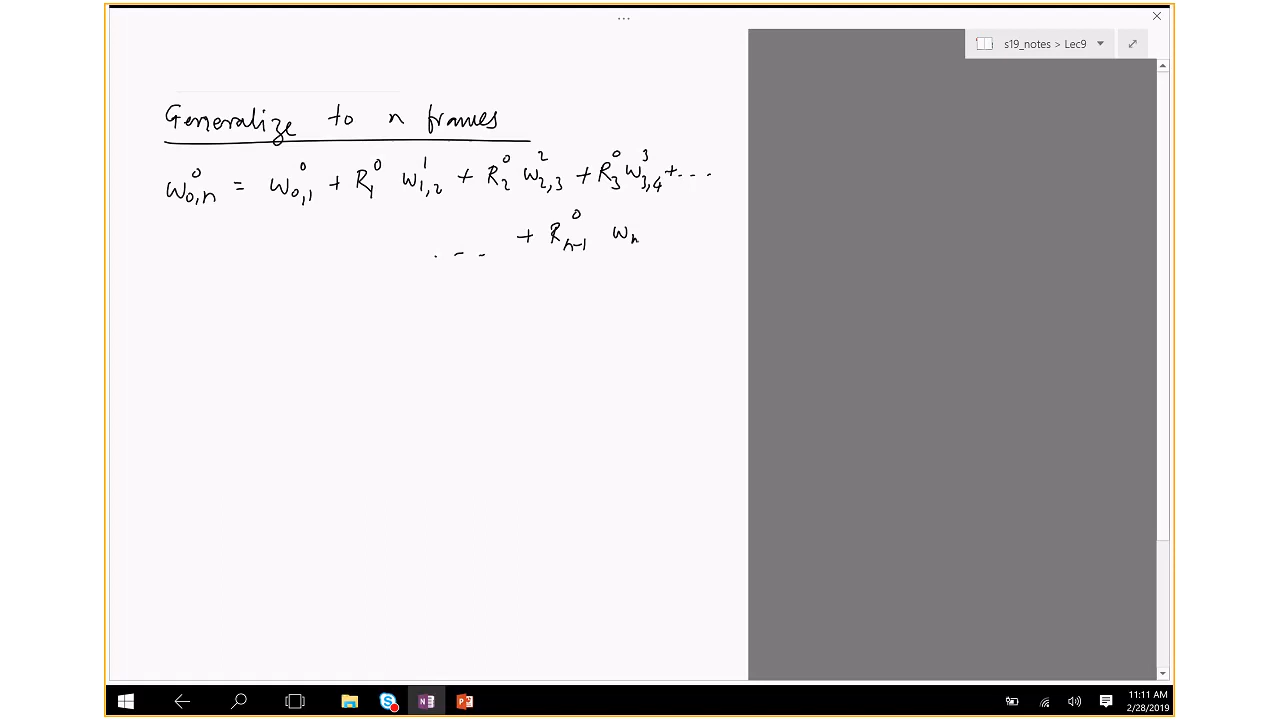 ...
s19_notes > Lec9
Generalize to n frames
ω⁰₀,ₙ = ω⁰₀,₁ + R⁰₁ ω¹₁,₂ + R⁰₂ ω²₂,₃ + R⁰₃ ω³₃,₄ + ...
... + R⁰ₙ₋₁ ωₙ
11:11 AM
2/28/2019